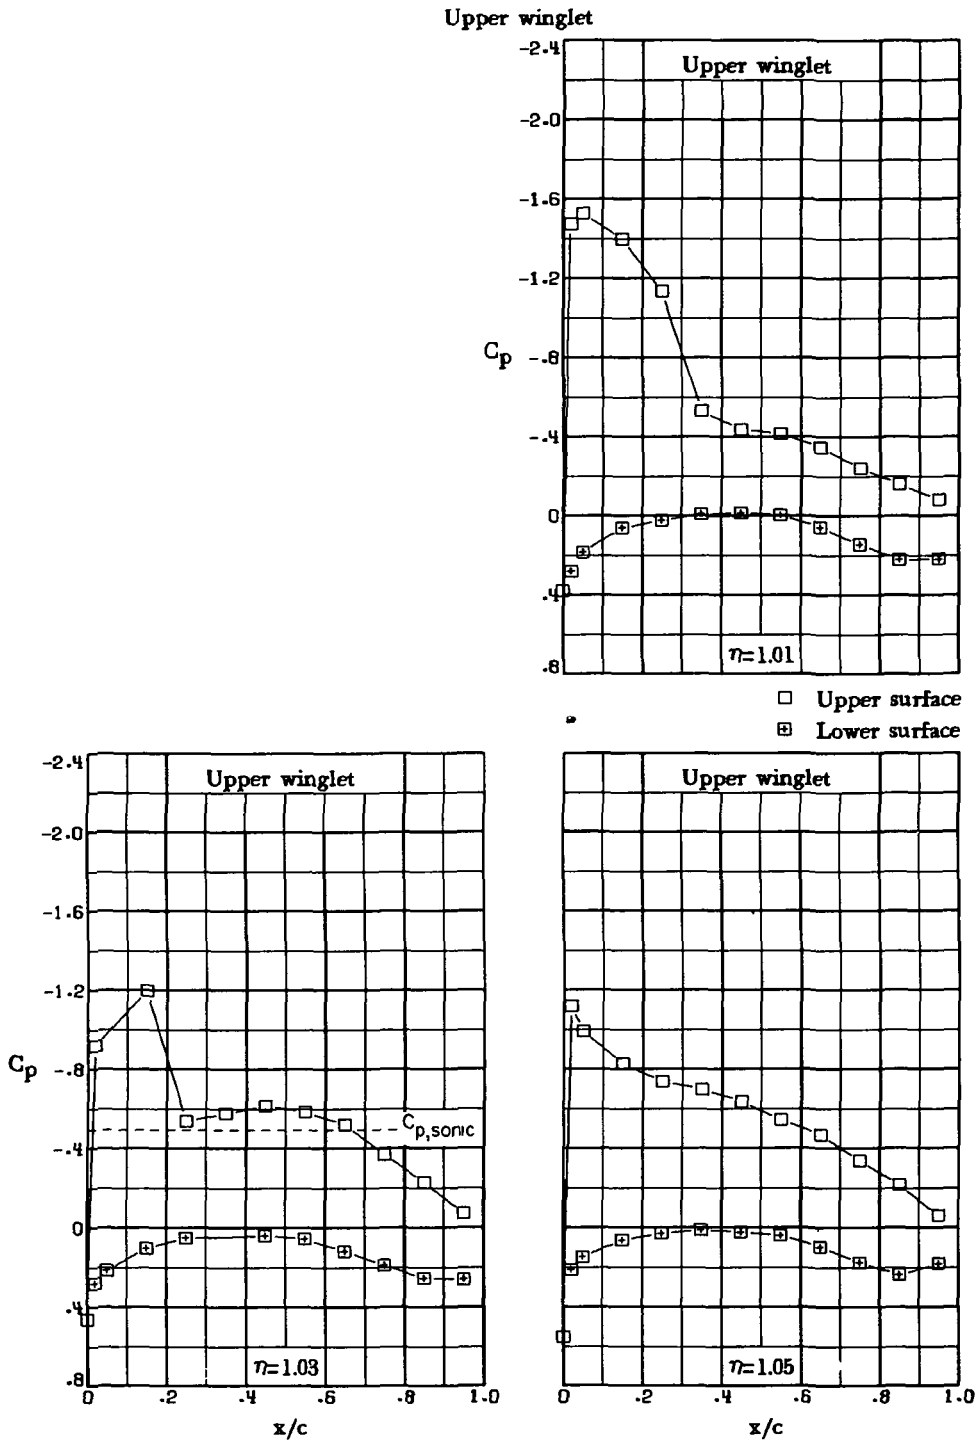 Upper winglet
-2.4
Upper winglet
-2.0
-1.6
-1.2
Cp -.8
-.4
0
.4
.8
η=1.01
Upper surface
Lower surface
-2.4
Upper winglet
-2.0
-1.6
-1.2
Cp -.8
Cp,sonic
-.4
0
.4
.8
η=1.03
0 .2 .4 .6 .8 1.0
x/c
Upper winglet
η=1.05
0 .2 .4 .6 .8 1.0
x/c